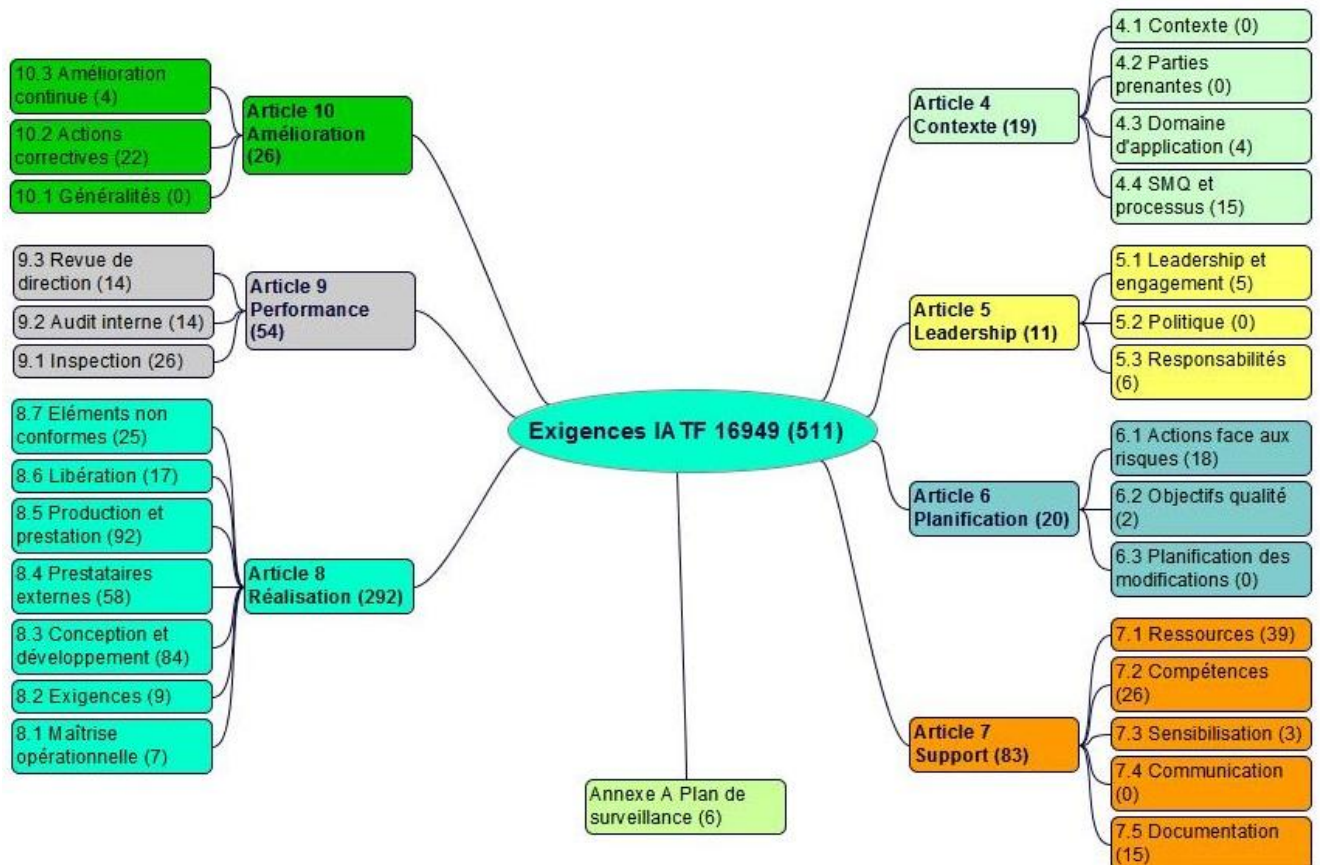 Exigences IATF 16949 (511)
Article 4
Contexte (19)
4.1 Contexte (0)
4.2 Parties
prenantes (0)
4.3 Domaine
d'application (4)
4.4 SMQ et
processus (15)
Article 5
Leadership (11)
5.1 Leadership et
engagement (5)
5.2 Politique (0)
5.3 Responsabilités
(6)
Article 6
Planification (20)
6.1 Actions face aux
risques (18)
6.2 Objectifs qualité
(2)
6.3 Planification des
modifications (0)
Article 7
Support (83)
7.1 Ressources (39)
7.2 Compétences
(26)
7.3 Sensibilisation (3)
7.4 Communication
(0)
7.5 Documentation
(15)
Annexe A Plan de
surveillance (6)
Article 8
Réalisation (292)
8.7 Eléments non
conformes (25)
8.6 Libération (17)
8.5 Production et
prestation (92)
8.4 Prestataires
externes (58)
8.3 Conception et
développement (84)
8.2 Exigences (9)
8.1 Maîtrise
opérationnelle (7)
Article 9
Performance
(54)
9.3 Revue de
direction (14)
9.2 Audit interne (14)
9.1 Inspection (26)
Article 10
Amélioration
(26)
10.3 Amélioration
continue (4)
10.2 Actions
correctives (22)
10.1 Généralités (0)